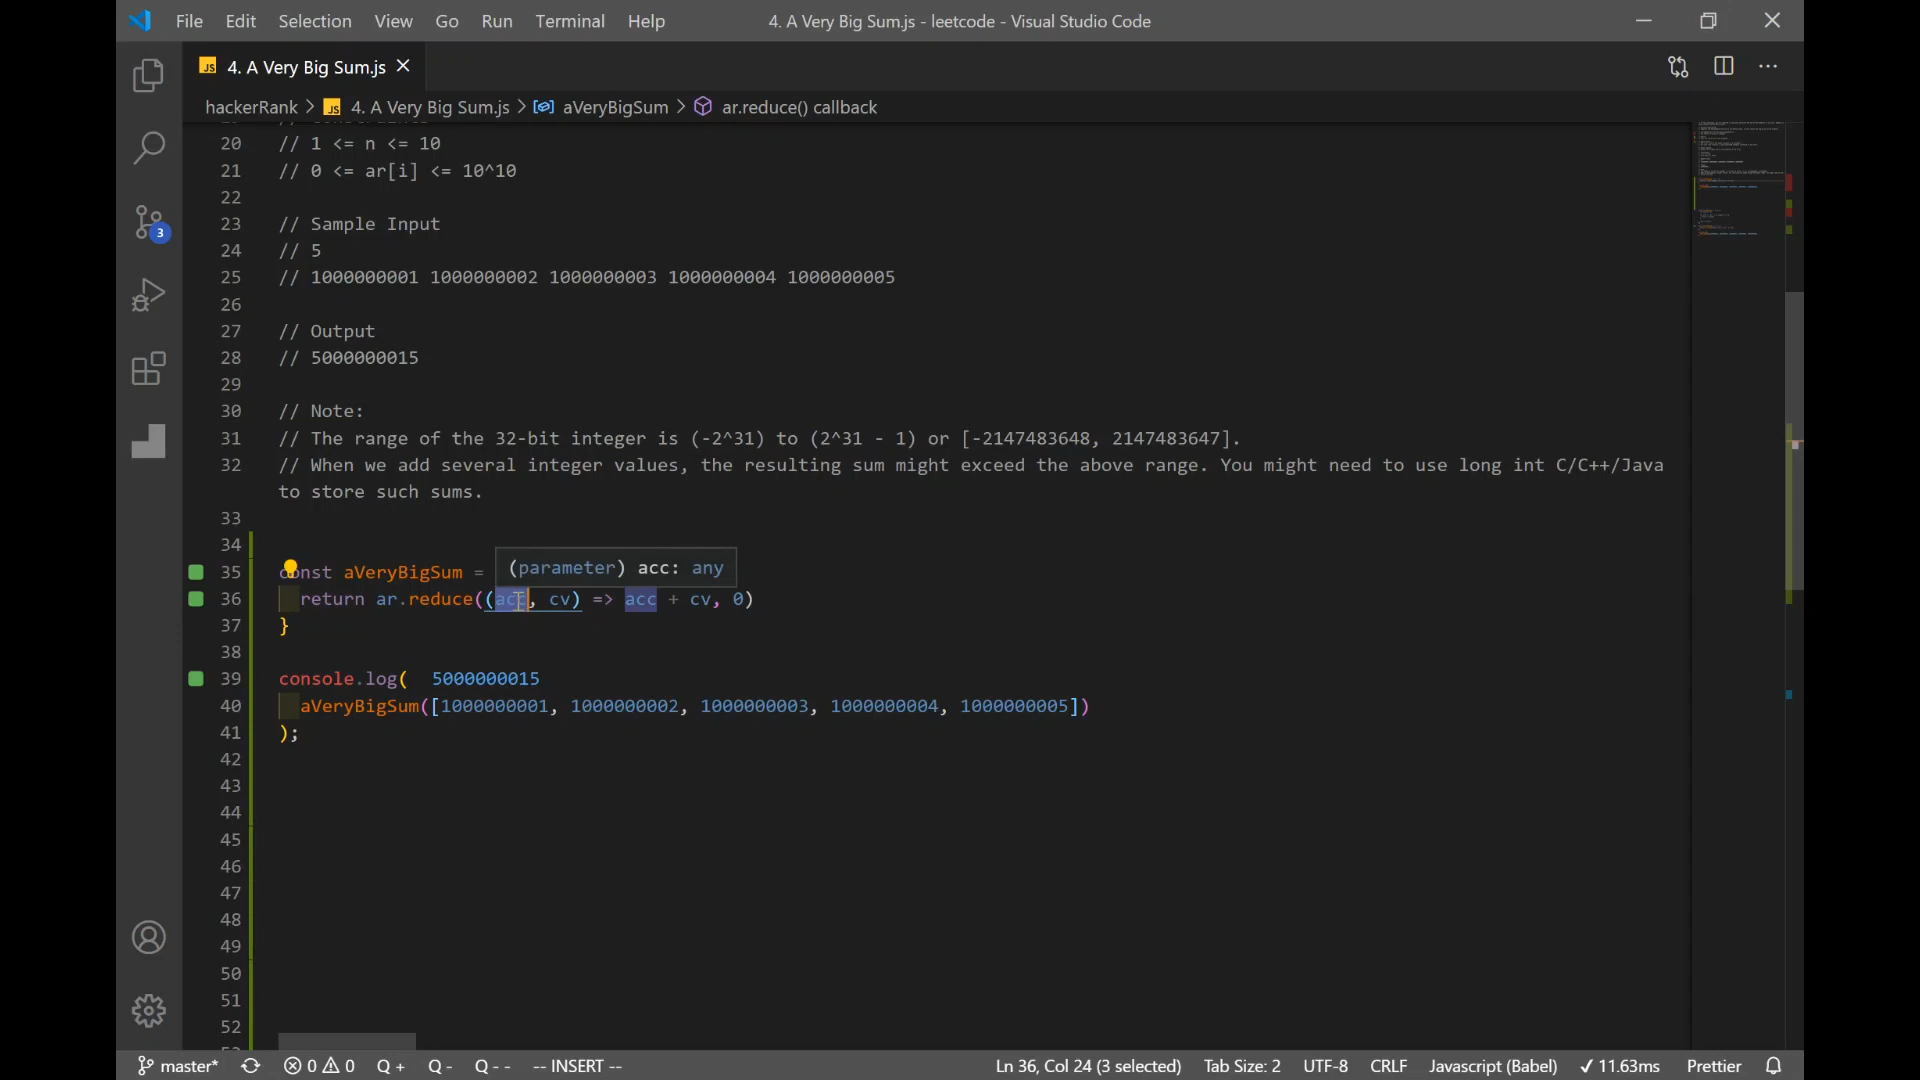 File Edit Selection View Go Run Terminal Help 4. A Very Big Sum.js - leetcode - Visual Studio Code
JS 4. A Very Big Sum.js
hackerRank > JS 4. A Very Big Sum.js > aVeryBigSum > ar.reduce() callback
20 // 1 <= n <= 10
21 // 0 <= ar[i] <= 10^10
22
23 // Sample Input
24 // 5
25 // 1000000001 1000000002 1000000003 1000000004 1000000005
26
27 // Output
28 // 5000000015
29
30 // Note:
31 // The range of the 32-bit integer is (-2^31) to (2^31 - 1) or [-2147483648, 2147483647].
32 // When we add several integer values, the resulting sum might exceed the above range. You might need to use long int C/C++/Java
to store such sums.
33
34
(parameter) acc: any
35 const aVeryBigSum =
36 return ar.reduce((acc, cv) => acc + cv, 0)
37 }
38
39 console.log( 5000000015
40 aVeryBigSum([1000000001, 1000000002, 1000000003, 1000000004, 1000000005])
41 );
42
43
44
45
46
47
48
49
50
51
52
3
master* 0 0 Q + Q - Q - - -- INSERT -- Ln 36, Col 24 (3 selected) Tab Size: 2 UTF-8 CRLF Javascript (Babel) ✓ 11.63ms Prettier